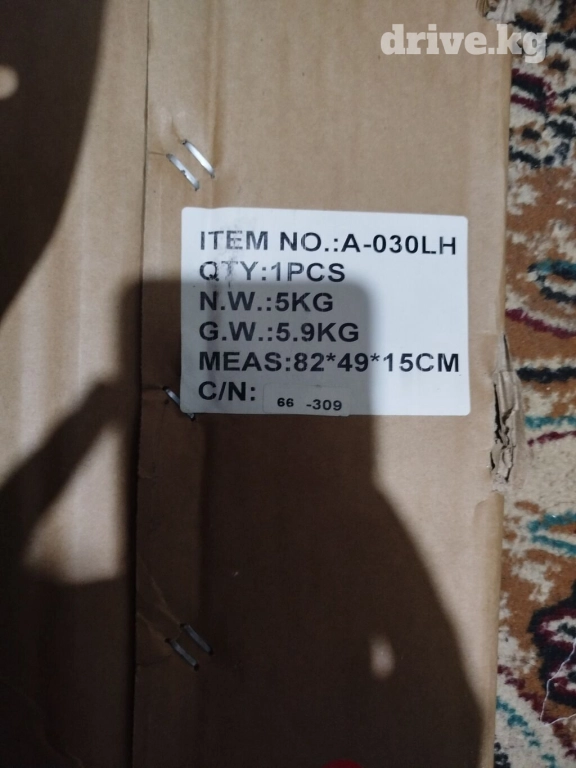 drive.kg
ITEM NO.:A-030LH
QTY:1PCS
N.W.:5KG
G.W.:5.9KG
MEAS:82*49*15CM
C/N: 66 -309